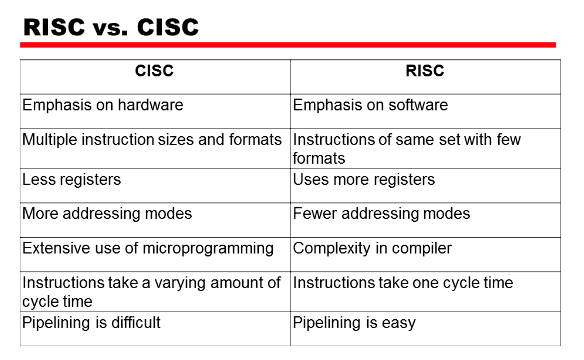 RISC vs. CISC
CISC RISC
Emphasis on hardware Emphasis on software
Multiple instruction sizes and formats Instructions of same set with few
formats
Less registers Uses more registers
More addressing modes Fewer addressing modes
Extensive use of microprogramming Complexity in compiler
Instructions take a varying amount of Instructions take one cycle time
cycle time
Pipelining is difficult Pipelining is easy